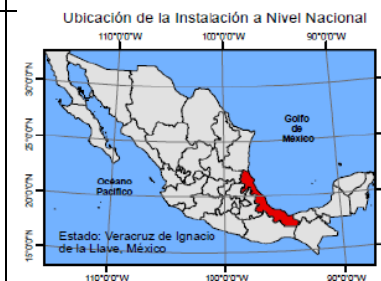 Ubicación de la Instalación a Nivel Nacional
110°0'0"W 100°0'0"W 90°0'0"W
30°0'0"N
25°0'0"N
20°0'0"N
15°0'0"N
Golfo
de
México
Océano
Pacífico
Estado: Veracruz de Ignacio
de la Llave, México
110°0'0"W 100°0'0"W 90°0'0"W